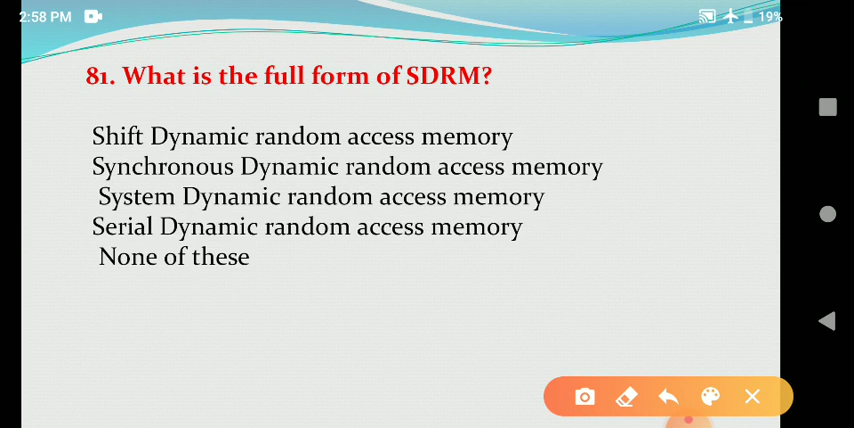 2:58 PM
19%
81. What is the full form of SDRM?
Shift Dynamic random access memory
Synchronous Dynamic random access memory
System Dynamic random access memory
Serial Dynamic random access memory
None of these